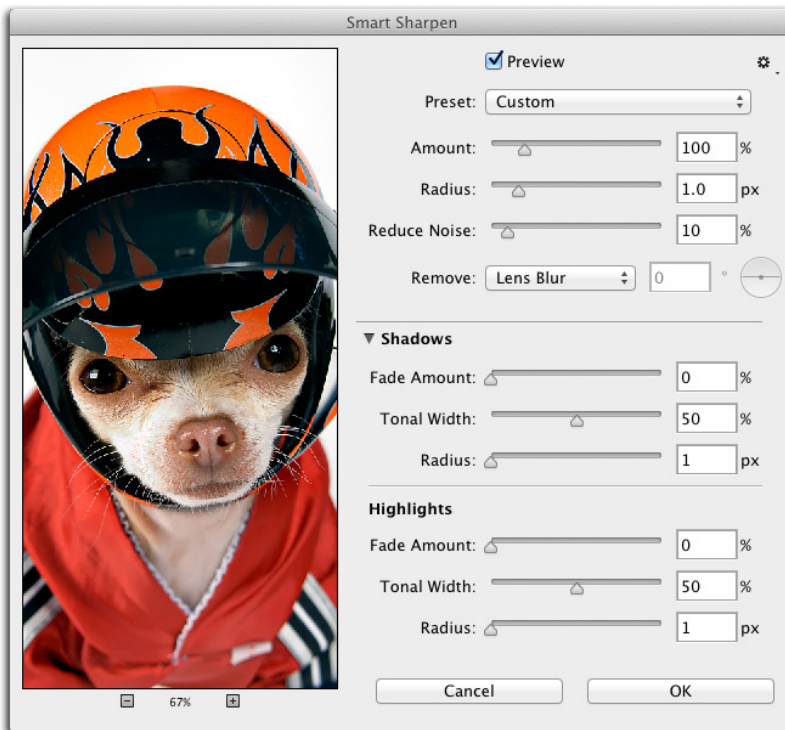 Smart Sharpen
Preview
Preset: Custom
Amount: 100 %
Radius: 1.0 px
Reduce Noise: 10 %
Remove: Lens Blur 0 °
Shadows
Fade Amount: 0 %
Tonal Width: 50 %
Radius: 1 px
Highlights
Fade Amount: 0 %
Tonal Width: 50 %
Radius: 1 px
67%
Cancel OK